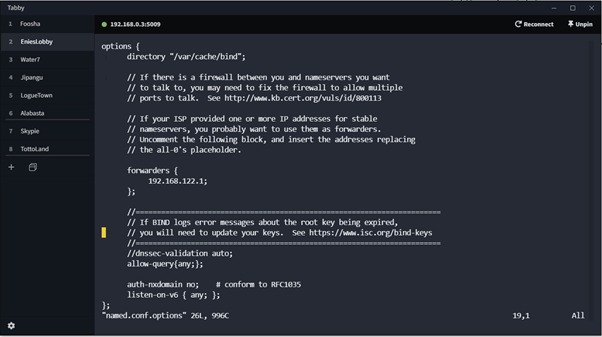 Tabby
1 Foosha
2 EniesLobby
3 Water7
4 Jipangu
5 LogueTown
6 Alabasta
7 Skypie
8 TottoLand
192.168.0.3:5009
Reconnect
Unpin
options {
directory "/var/cache/bind";
// If there is a firewall between you and nameservers you want
// to talk to, you may need to fix the firewall to allow multiple
// ports to talk.  See http://www.kb.cert.org/vuls/id/800113
// If your ISP provided one or more IP addresses for stable
// nameservers, you probably want to use them as forwarders.
// Uncomment the following block, and insert the addresses replacing
// the all-0's placeholder.
forwarders {
192.168.122.1;
};
//========================================================================
// If BIND logs error messages about the root key being expired,
// you will need to update your keys.  See https://www.isc.org/bind-keys
//========================================================================
//dnssec-validation auto;
allow-query{any;};
auth-nxdomain no;    # conform to RFC1035
listen-on-v6 { any; };
};
"named.conf.options" 26L, 996C 19,1 All